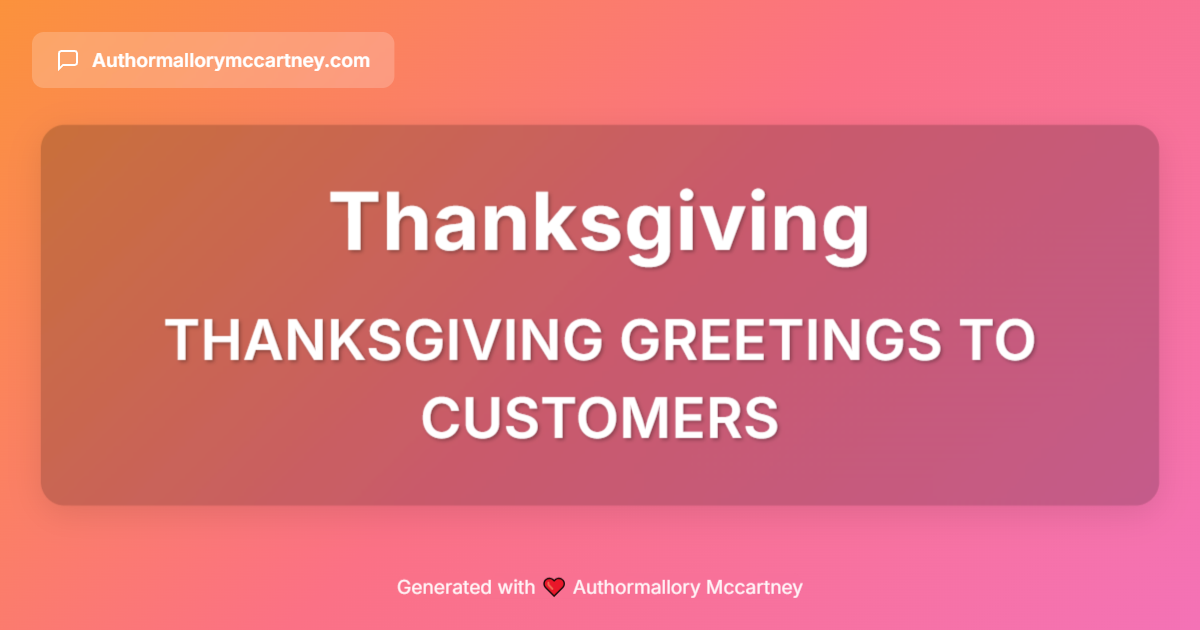 Authormallorymccartney.com
Thanksgiving
THANKSGIVING GREETINGS TO
CUSTOMERS
Generated with ❤️ Authormallory Mccartney